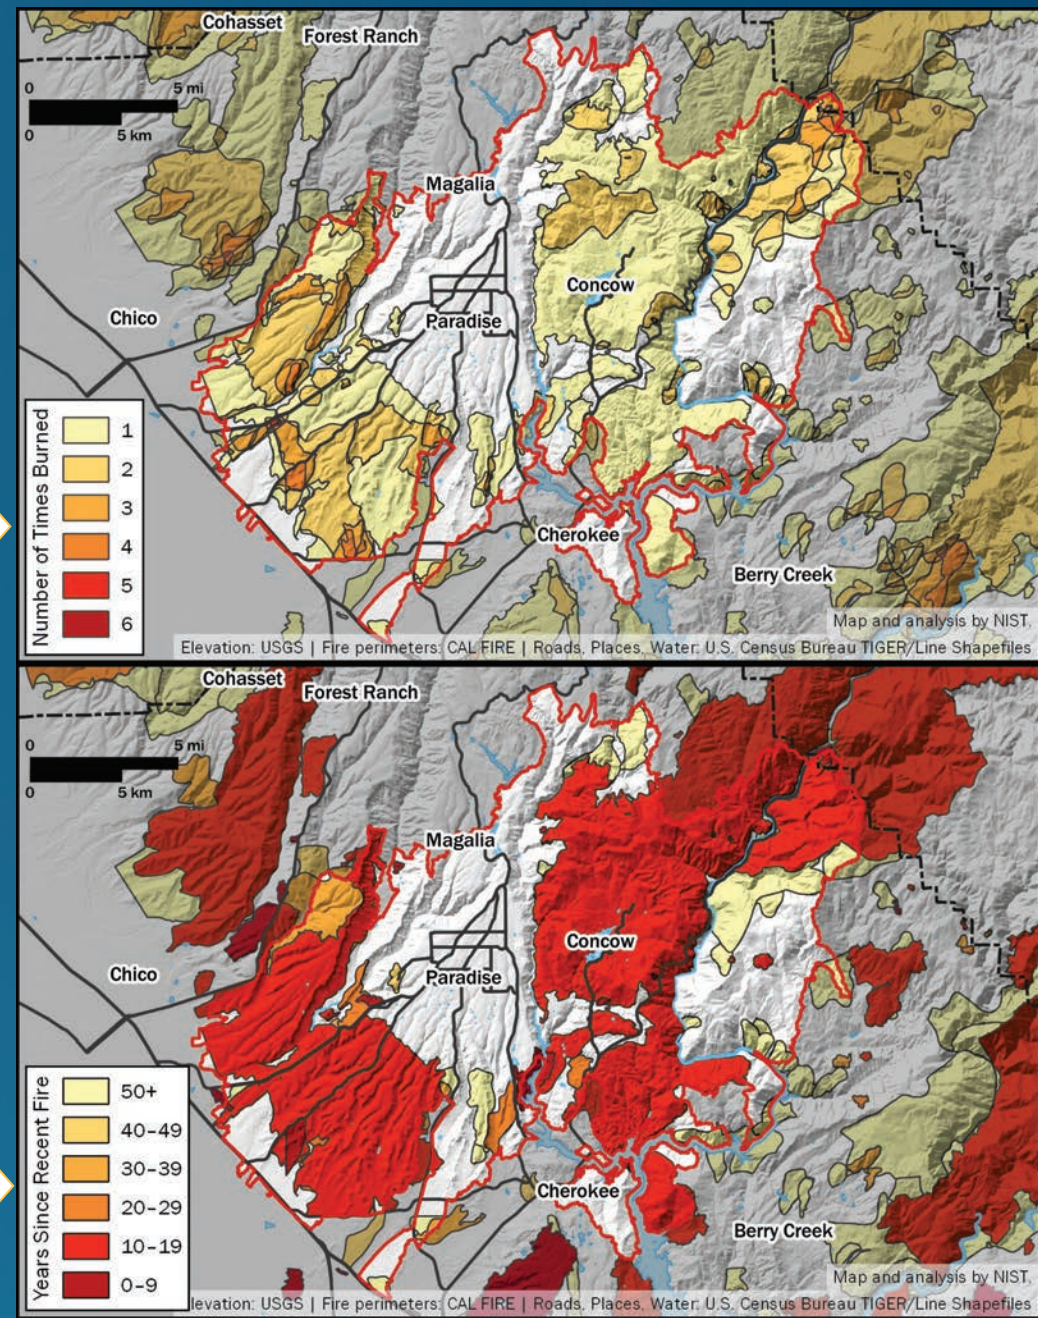 Cohasset
Forest Ranch
0 5 mi
0 5 km
Magalia
Concow
Chico
Paradise
Number of Times Burned
1
2
3
4
5
6
Cherokee
Berry Creek
Map and analysis by NIST.
Elevation: USGS | Fire perimeters: CAL FIRE | Roads, Places, Water: U.S. Census Bureau TIGER/Line Shapefiles
Cohasset
Forest Ranch
0 5 mi
0 5 km
Magalia
Concow
Chico
Paradise
Years Since Recent Fire
50+
40–49
30–39
20–29
10–19
0–9
Cherokee
Berry Creek
Map and analysis by NIST.
levation: USGS | Fire perimeters: CAL FIRE | Roads, Places, Water: U.S. Census Bureau TIGER/Line Shapefiles